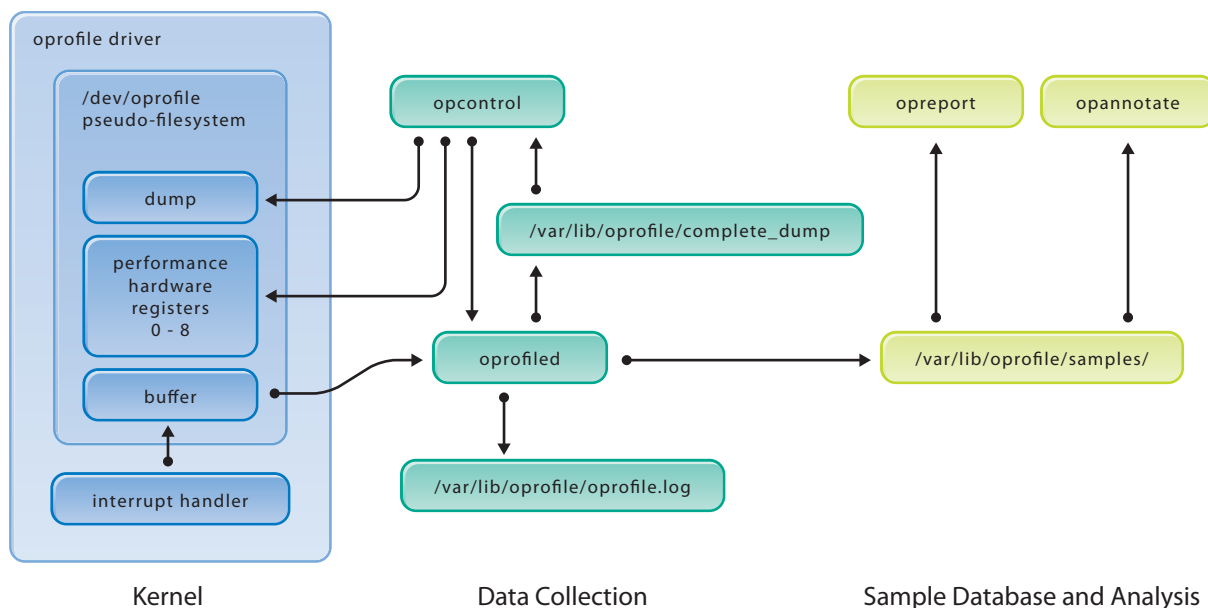 oprofile driver
/dev/oprofile
pseudo-filesystem
dump
performance
hardware
registers
0 - 8
buffer
interrupt handler
opcontrol
/var/lib/oprofile/complete_dump
oprofiled
/var/lib/oprofile/oprofile.log
opreport
opannotate
/var/lib/oprofile/samples/
Kernel
Data Collection
Sample Database and Analysis